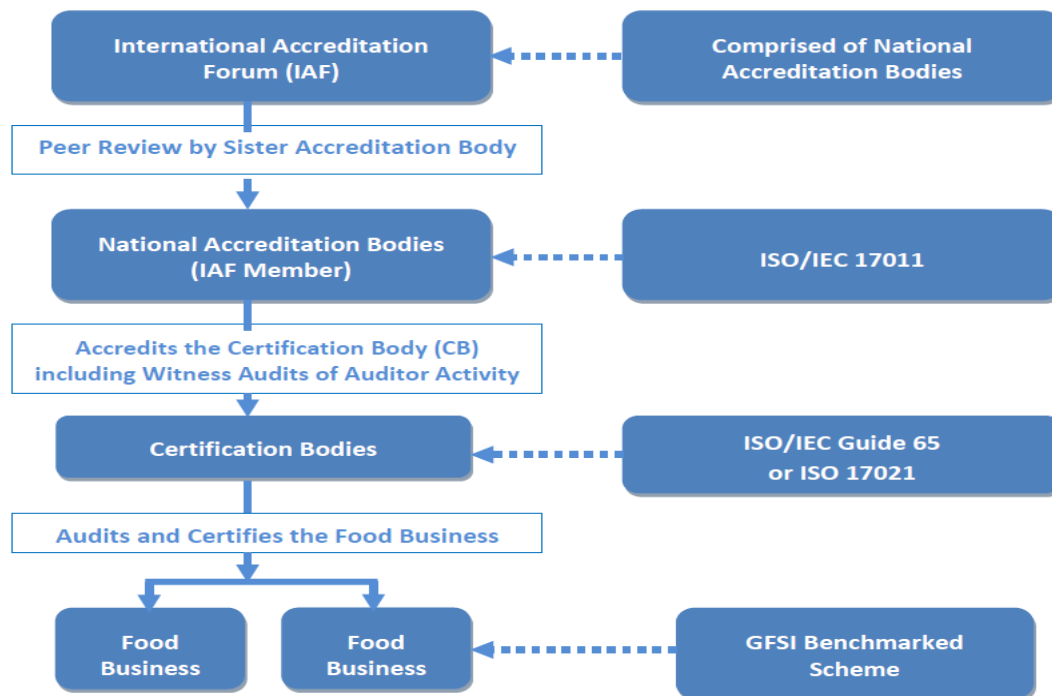 International Accreditation
Forum (IAF)
Comprised of National
Accreditation Bodies
Peer Review by Sister Accreditation Body
National Accreditation Bodies
(IAF Member)
ISO/IEC 17011
Accredits the Certification Body (CB)
including Witness Audits of Auditor Activity
Certification Bodies
ISO/IEC Guide 65
or ISO 17021
Audits and Certifies the Food Business
Food
Business
Food
Business
GFSI Benchmarked
Scheme